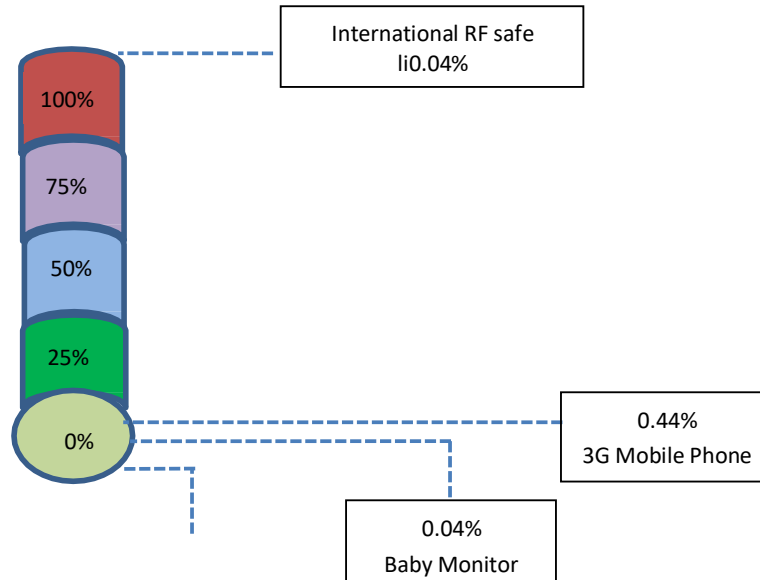 International RF safe
li0.04%
100%
75%
50%
25%
0%
0.44%
3G Mobile Phone
0.04%
Baby Monitor